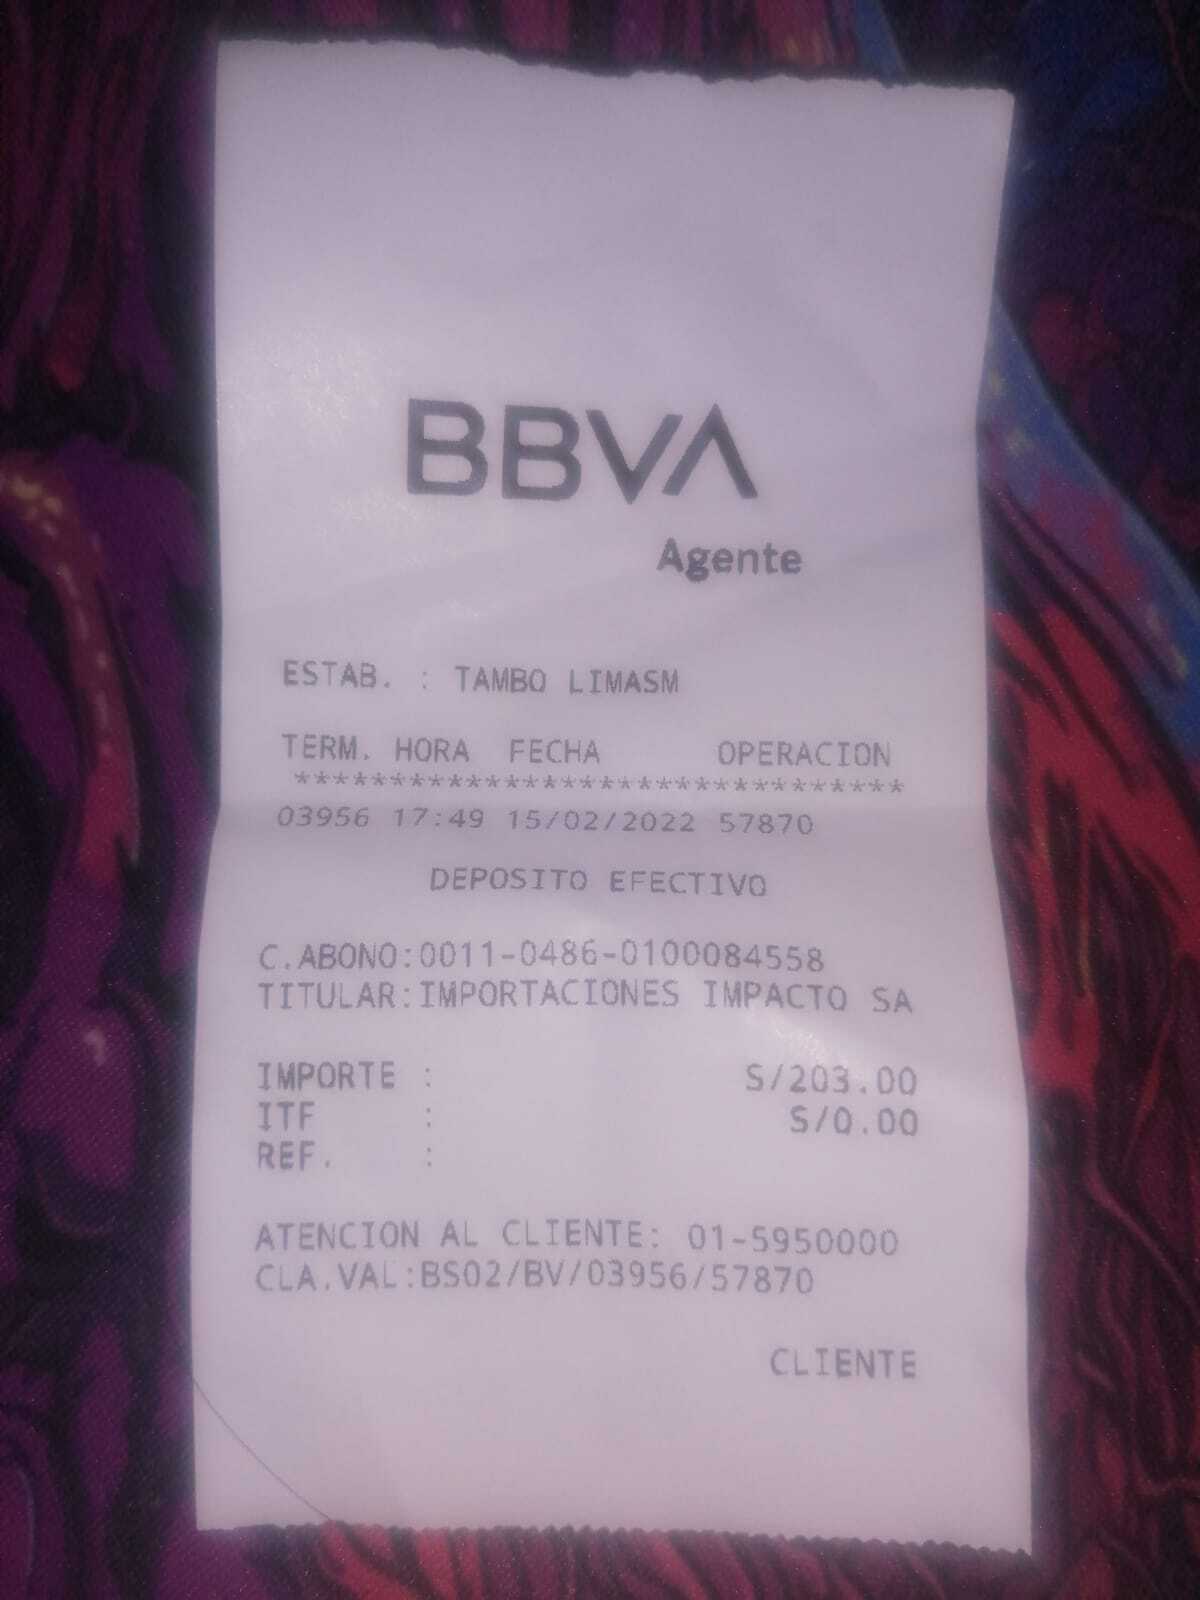 BBVA
Agente
ESTAB. : TAMBO LIMASM
TERM. HORA FECHA OPERACION
********************************
03956 17:49 15/02/2022 57870
DEPOSITO EFECTIVO
C.ABONO:0011-0486-0100084558
TITULAR:IMPORTACIONES IMPACTO SA
IMPORTE : S/203.00
ITF : S/0.00
REF. :
ATENCION AL CLIENTE: 01-5950000
CLA.VAL:BS02/BV/03956/57870
CLIENTE